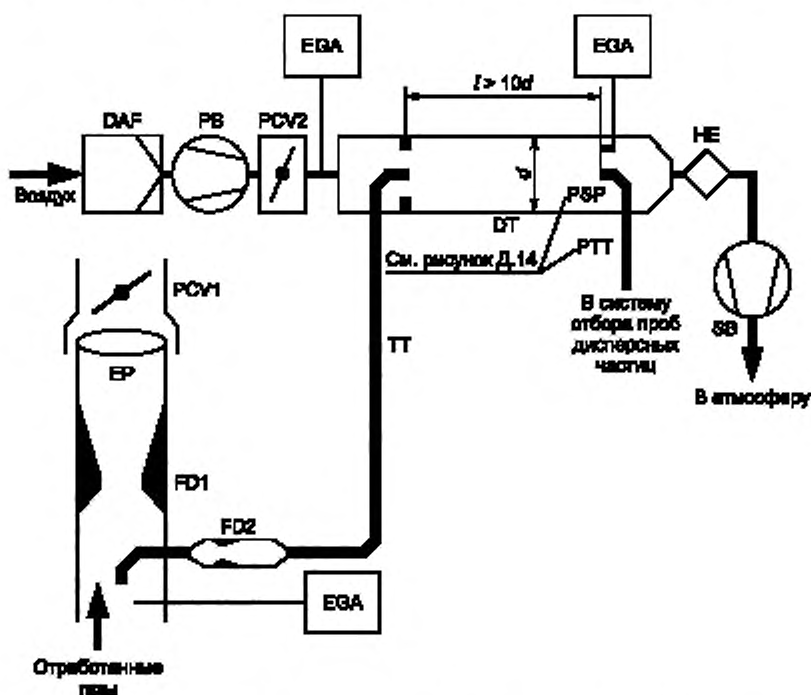 EGA
EGA
l > 10d
DAF
PB
PCV2
HE
d
Воздух
PSP
DT
См. рисунок Д.14
PTT
PCV1
В систему
отбора проб
дисперсных
частиц
SB
TT
EP
В атмосферу
FD1
FD2
EGA
Отработанные
газы